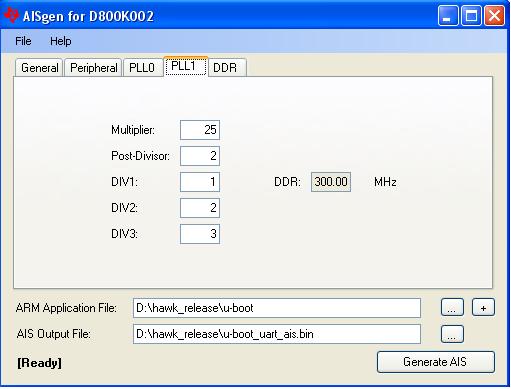 AISgen for D800K002
File Help
General Peripheral PLL0 PLL1 DDR
Multiplier: 25
Post-Divisor: 2
DIV1: 1 DDR: 300.00 MHz
DIV2: 2
DIV3: 3
ARM Application File: D:\hawk_release\u-boot ... +
AIS Output File: D:\hawk_release\u-boot_uart_ais.bin ...
[Ready] Generate AIS